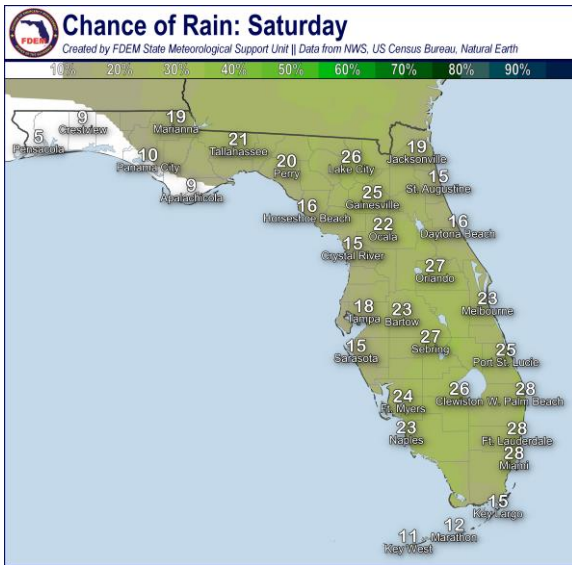 FDEM
Chance of Rain: Saturday
Created by FDEM State Meteorological Support Unit || Data from NWS, US Census Bureau, Natural Earth
10% 20% 30% 40% 50% 60% 70% 80% 90%
5
Pensacola
9
Crestview
19
Marianna
10
Panama City
9
Apalachicola
21
Tallahassee
20
Perry
26
Lake City
19
Jacksonville
15
St. Augustine
25
Gainesville
16
Horseshoe Beach
22
Ocala
16
Daytona Beach
15
Crystal River
27
Orlando
23
Melbourne
18
Tampa
23
Bartow
27
Sebring
15
Sarasota
25
Port St. Lucie
24
Ft. Myers
26
Clewiston
28
W. Palm Beach
23
Naples
28
Ft. Lauderdale
28
Miami
15
Key Largo
12
Marathon
11
Key West